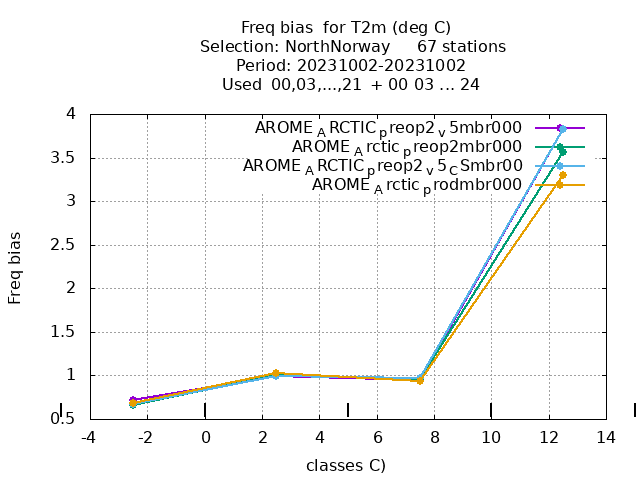 Freq bias  for T2m (deg C)
Selection: NorthNorway     67 stations
Period: 20231002-20231002
Used  00,03,...,21  + 00 03 ... 24
AROME_ARCTIC_preop2_v5mbr000
AROME_Arctic_preop2mbr000
AROME_ARCTIC_preop2_v5_CSmbr00
AROME_Arctic_prodmbr000
4
3.5
3
2.5
2
1.5
1
0.5
Freq bias
-4 -2 0 2 4 6 8 10 12 14
classes C)